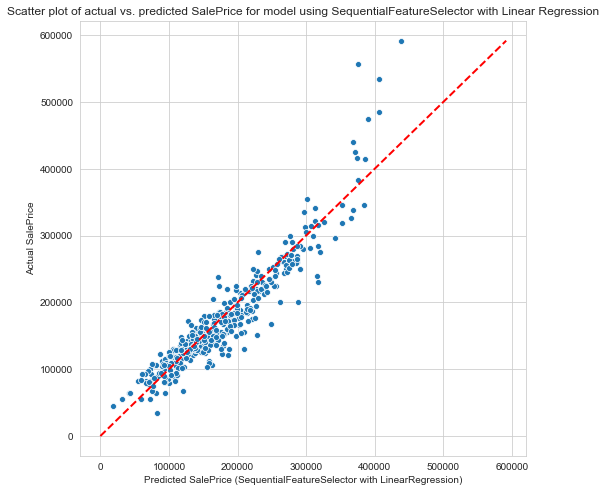 Scatter plot of actual vs. predicted SalePrice for model using SequentialFeatureSelector with Linear Regression
600000
500000
400000
300000
200000
100000
0
Actual SalePrice
0 100000 200000 300000 400000 500000 600000
Predicted SalePrice (SequentialFeatureSelector with LinearRegression)